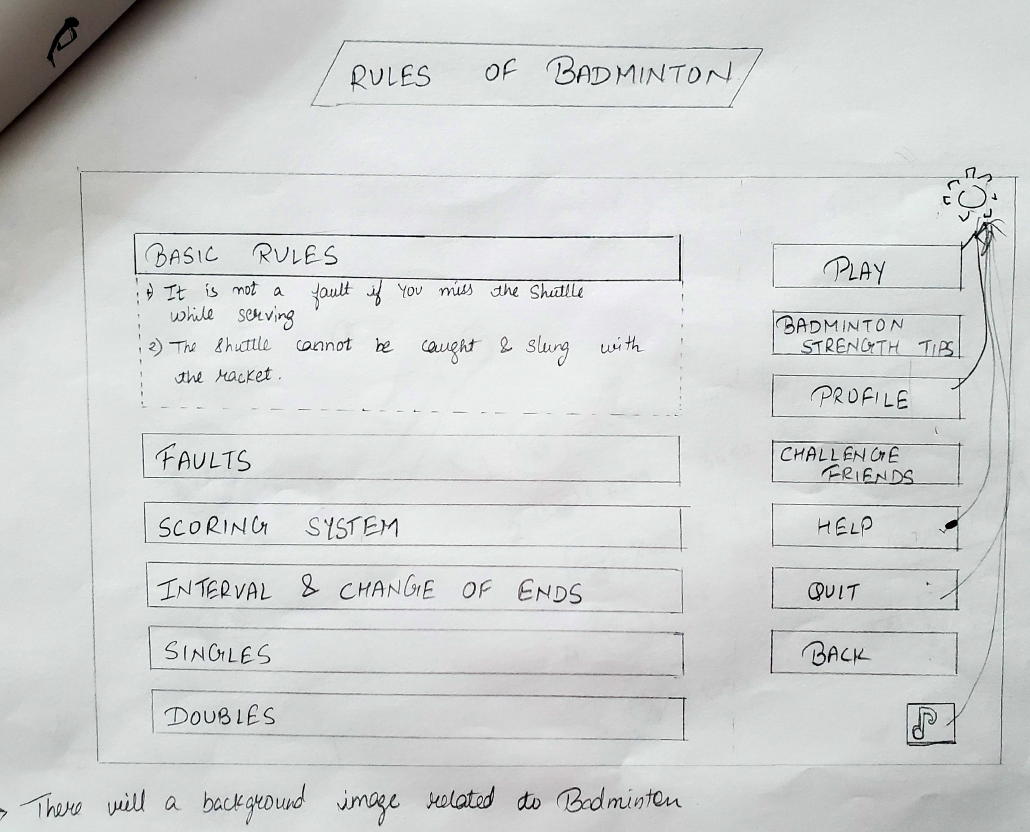 RULES OF BADMINTON
BASIC RULES
1) It is not a fault if You miss the Shuttle
while serving
2) The Shuttle cannot be caught & slung with
the racket.
FAULTS
SCORING SYSTEM
INTERVAL & CHANGE OF ENDS
SINGLES
DOUBLES
PLAY
BADMINTON
STRENGTH TIPS
PROFILE
CHALLENGE
FRIENDS
HELP
QUIT
BACK
There will a background image related to Badminton